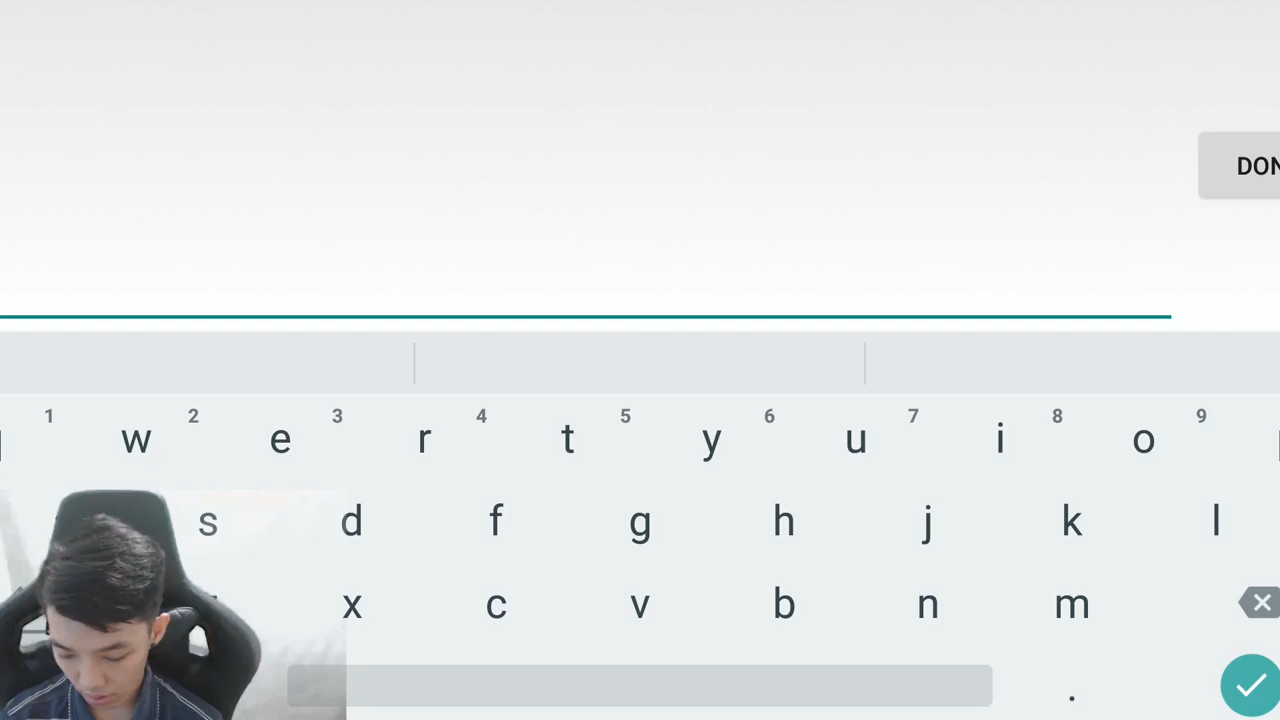 DON
1 2 3 4 5 6 7 8 9
w e r t y u i o
s d f g h j k l
x c v b n m
.